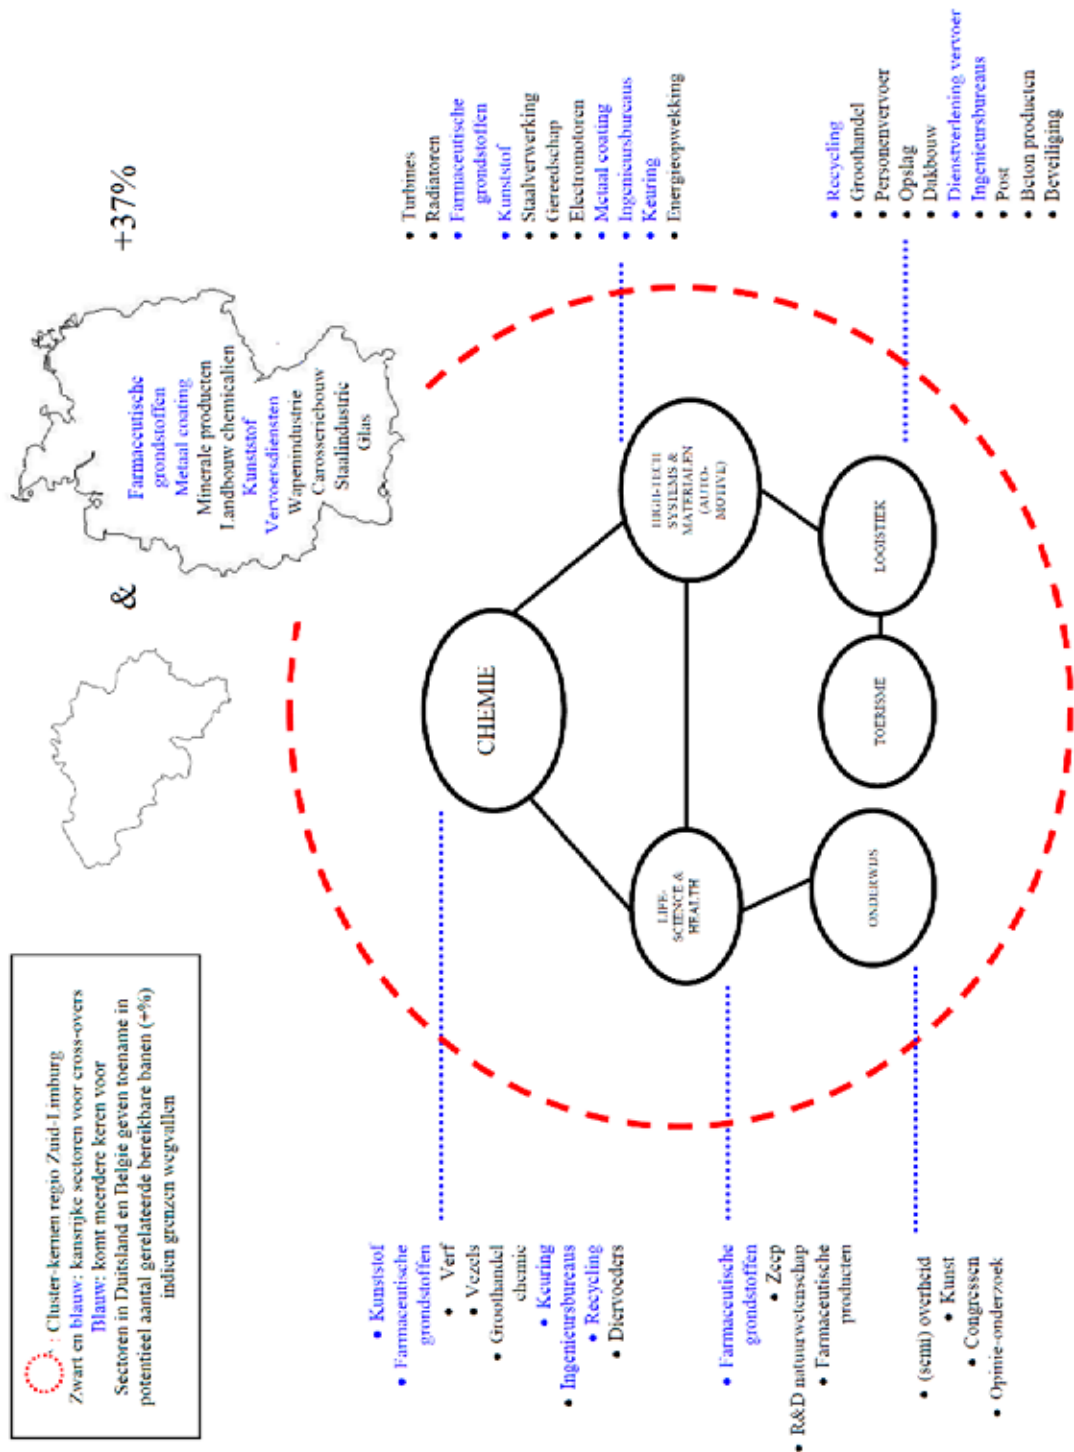 : Cluster-kernen regio Zuid-Limburg
Zwart en blauw: kansrijke sectoren voor cross-overs
Blauw: komt meerdere keren voor
Sectoren in Duitsland en Belgie geven toename in
potentieel aantal gerelateerde bereikbare banen (+%)
indien grenzen wegvallen
&
Farmaceutische
grondstoffen
Metaal coating
Minerale producten
Landbouw chemicalien
Kunststof
Vervoersdiensten
Wapenindustrie
Carosseriebouw
Staalindustrie
Glas
+37%
• Kunststof
• Farmaceutische
grondstoffen
• Verf
• Vezels
• Groothandel
chemie
• Keuring
• Ingenieursbureaus
• Recycling
• Diervoeders
• Farmaceutische
grondstoffen
• Zeep
• R&D natuurwetenschap
• Farmaceutische
producten
• (semi) overheid
• Kunst
• Congressen
• Opinie-onderzoek
CHEMIE
LIFE-
SCIENCE &
HEALTH
HIGH-TECH
SYSTEMS &
MATERIALEN
(AUTO-
MOTIVE)
ONDERWIJS
TOERISME
LOGISTIEK
• Turbines
• Radiatoren
• Farmaceutische
grondstoffen
• Kunststof
• Staalverwerking
• Gereedschap
• Electromotoren
• Metaal coating
• Ingenieursbureaus
• Keuring
• Energieopwekking
• Recycling
• Groothandel
• Personenvervoer
• Opslag
• Dakbouw
• Dienstverlening vervoer
• Ingenieursbureaus
• Post
• Beton producten
• Beveiliging